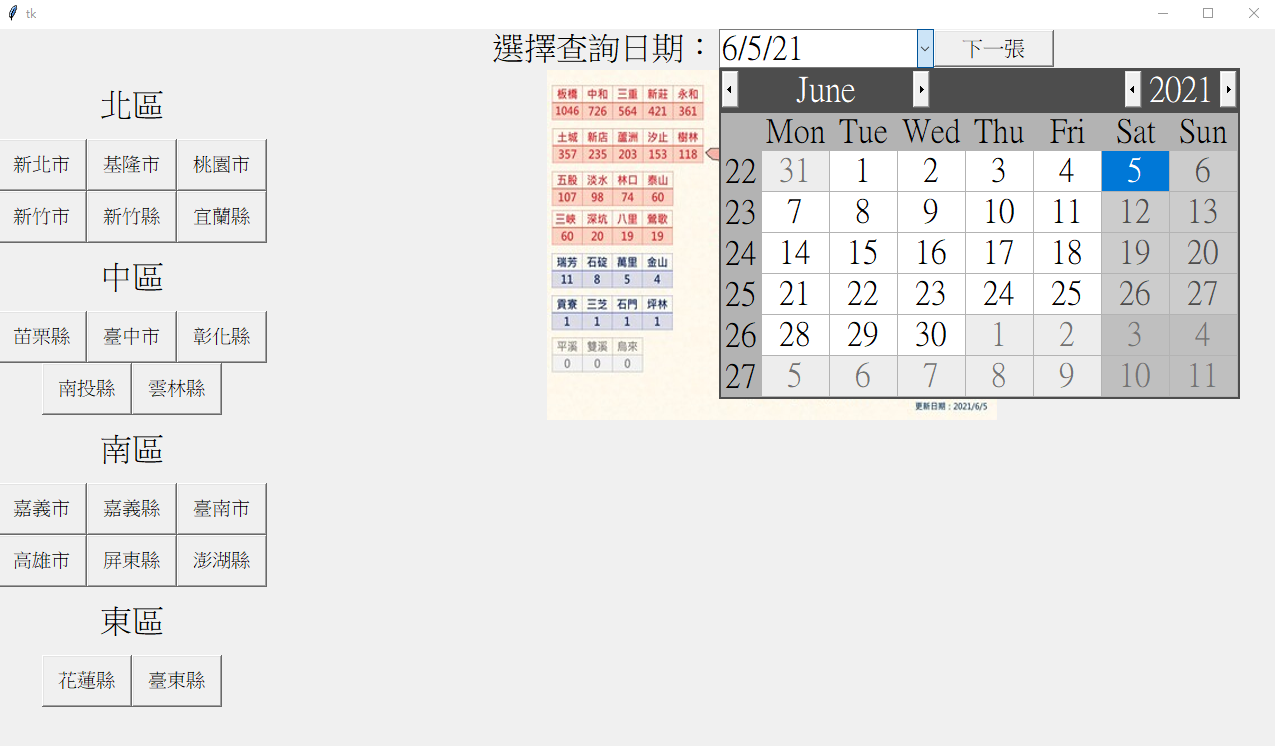 tk
選擇查詢日期： 6/5/21 下一張
北區
新北市 基隆市 桃園市
新竹市 新竹縣 宜蘭縣
中區
苗栗縣 臺中市 彰化縣
南投縣 雲林縣
南區
嘉義市 嘉義縣 臺南市
高雄市 屏東縣 澎湖縣
東區
花蓮縣 臺東縣
板橋 中和 三重 新莊 永和
1046 726 564 421 361
土城 新店 蘆洲 汐止 樹林
357 235 203 153 118
五股 淡水 林口 泰山
107 98 74 60
三峽 深坑 八里 鶯歌
60 20 19 19
瑞芳 石碇 萬里 金山
11 8 5 4
貢寮 三芝 石門 坪林
1 1 1 1
平溪 雙溪 烏來
0 0 0
更新日期：2021/6/5
June 2021
Mon Tue Wed Thu Fri Sat Sun
22 31 1 2 3 4 5 6
23 7 8 9 10 11 12 13
24 14 15 16 17 18 19 20
25 21 22 23 24 25 26 27
26 28 29 30 1 2 3 4
27 5 6 7 8 9 10 11